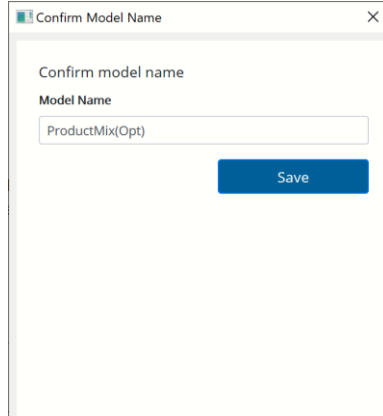 Confirm Model Name
Confirm model name
Model Name
ProductMix(Opt)
Save